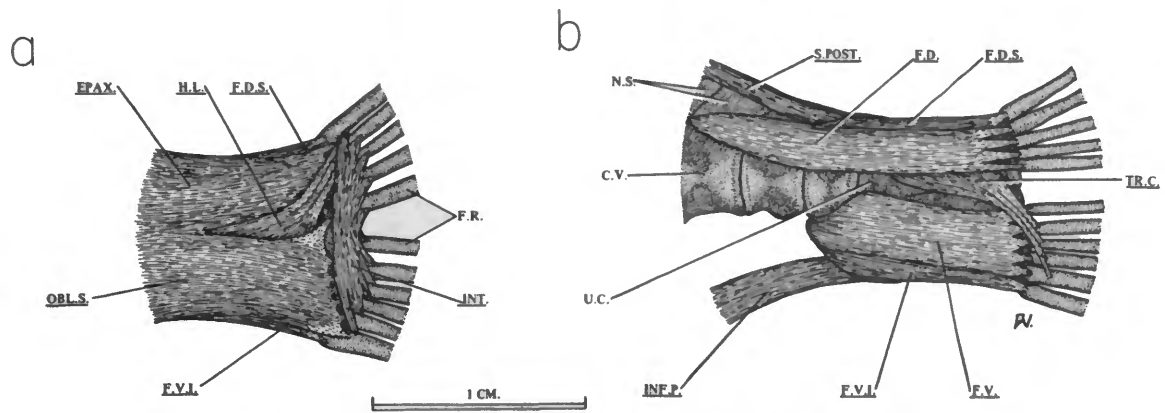 a
EPAX.
H.L.
F.D.S.
F.R.
OBL.S.
INT.
F.V.I.
1 CM.
b
S.POST.
F.D.
F.D.S.
N.S.
C.V.
TR.C.
U.C.
INF.P.
F.V.I.
F.V.